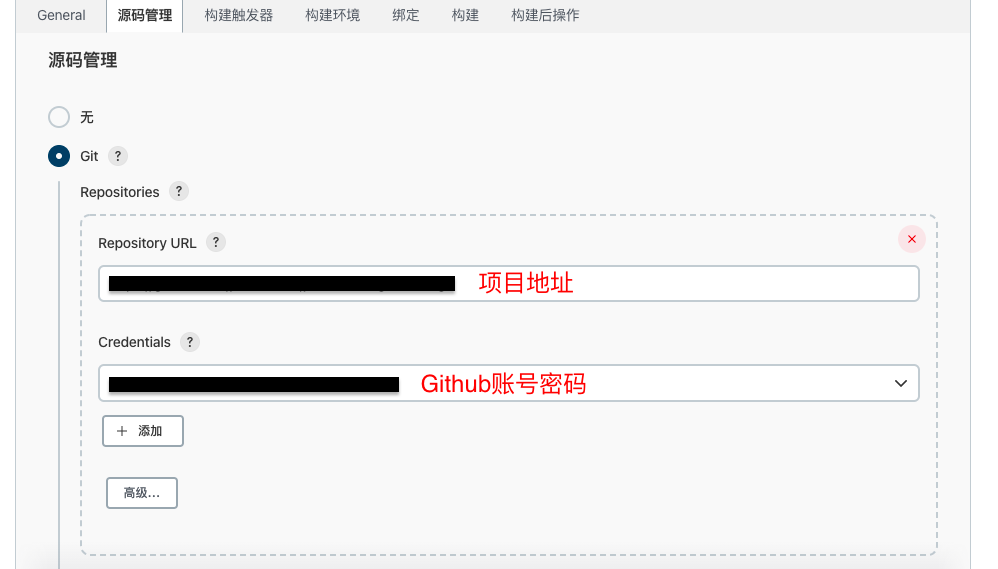 General 源码管理 构建触发器 构建环境 绑定 构建 构建后操作
源码管理
无
Git ?
Repositories ?
Repository URL ?
项目地址
Credentials ?
Github账号密码
添加
高级...